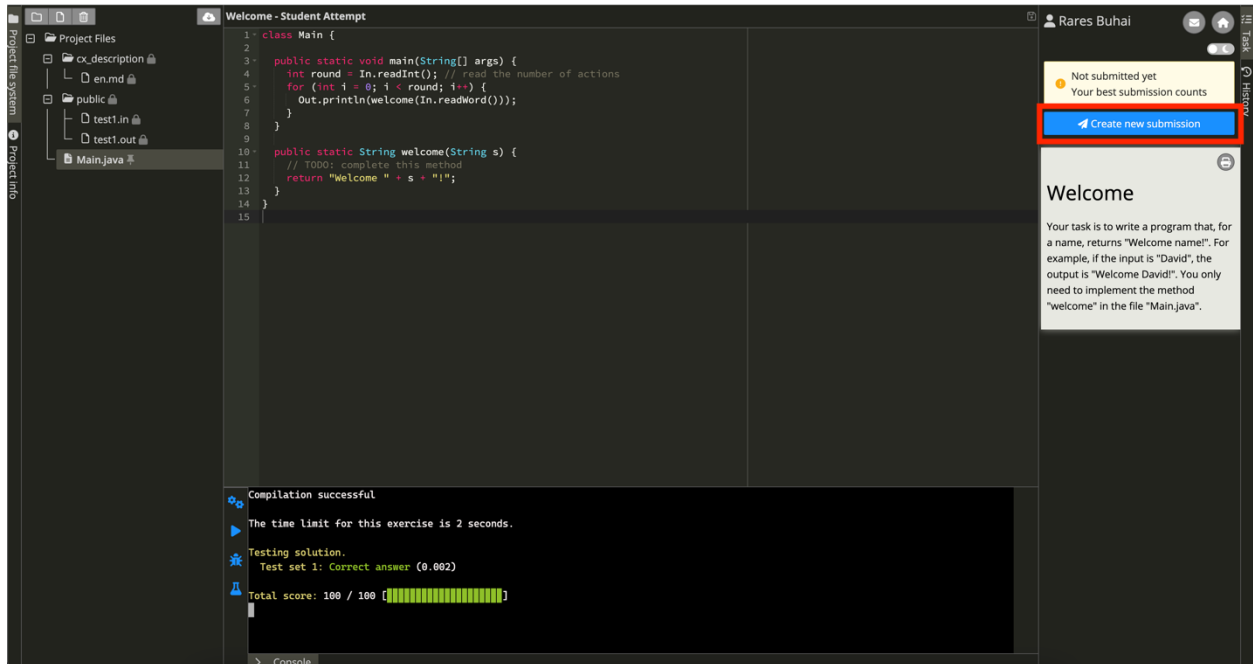 Project file system
Project info
Project Files
cx_description
en.md
public
test1.in
test1.out
Main.java
Welcome - Student Attempt
1 class Main {
2
3 public static void main(String[] args) {
4 int round = In.readInt(); // read the number of actions
5 for (int i = 0; i < round; i++) {
6 Out.println(welcome(In.readWord()));
7 }
8 }
9
10 public static String welcome(String s) {
11 // TODO: complete this method
12 return "Welcome " + s + "!";
13 }
14 }
15
Compilation successful
The time limit for this exercise is 2 seconds.
Testing solution.
Test set 1: Correct answer (0.002)
Total score: 100 / 100 [ ]
Console
Rares Buhai
Not submitted yet
Your best submission counts
Create new submission
Welcome
Your task is to write a program that, for
a name, returns "Welcome name!". For
example, if the input is "David", the
output is "Welcome David!". You only
need to implement the method
"welcome" in the file "Main.java".
Task
History